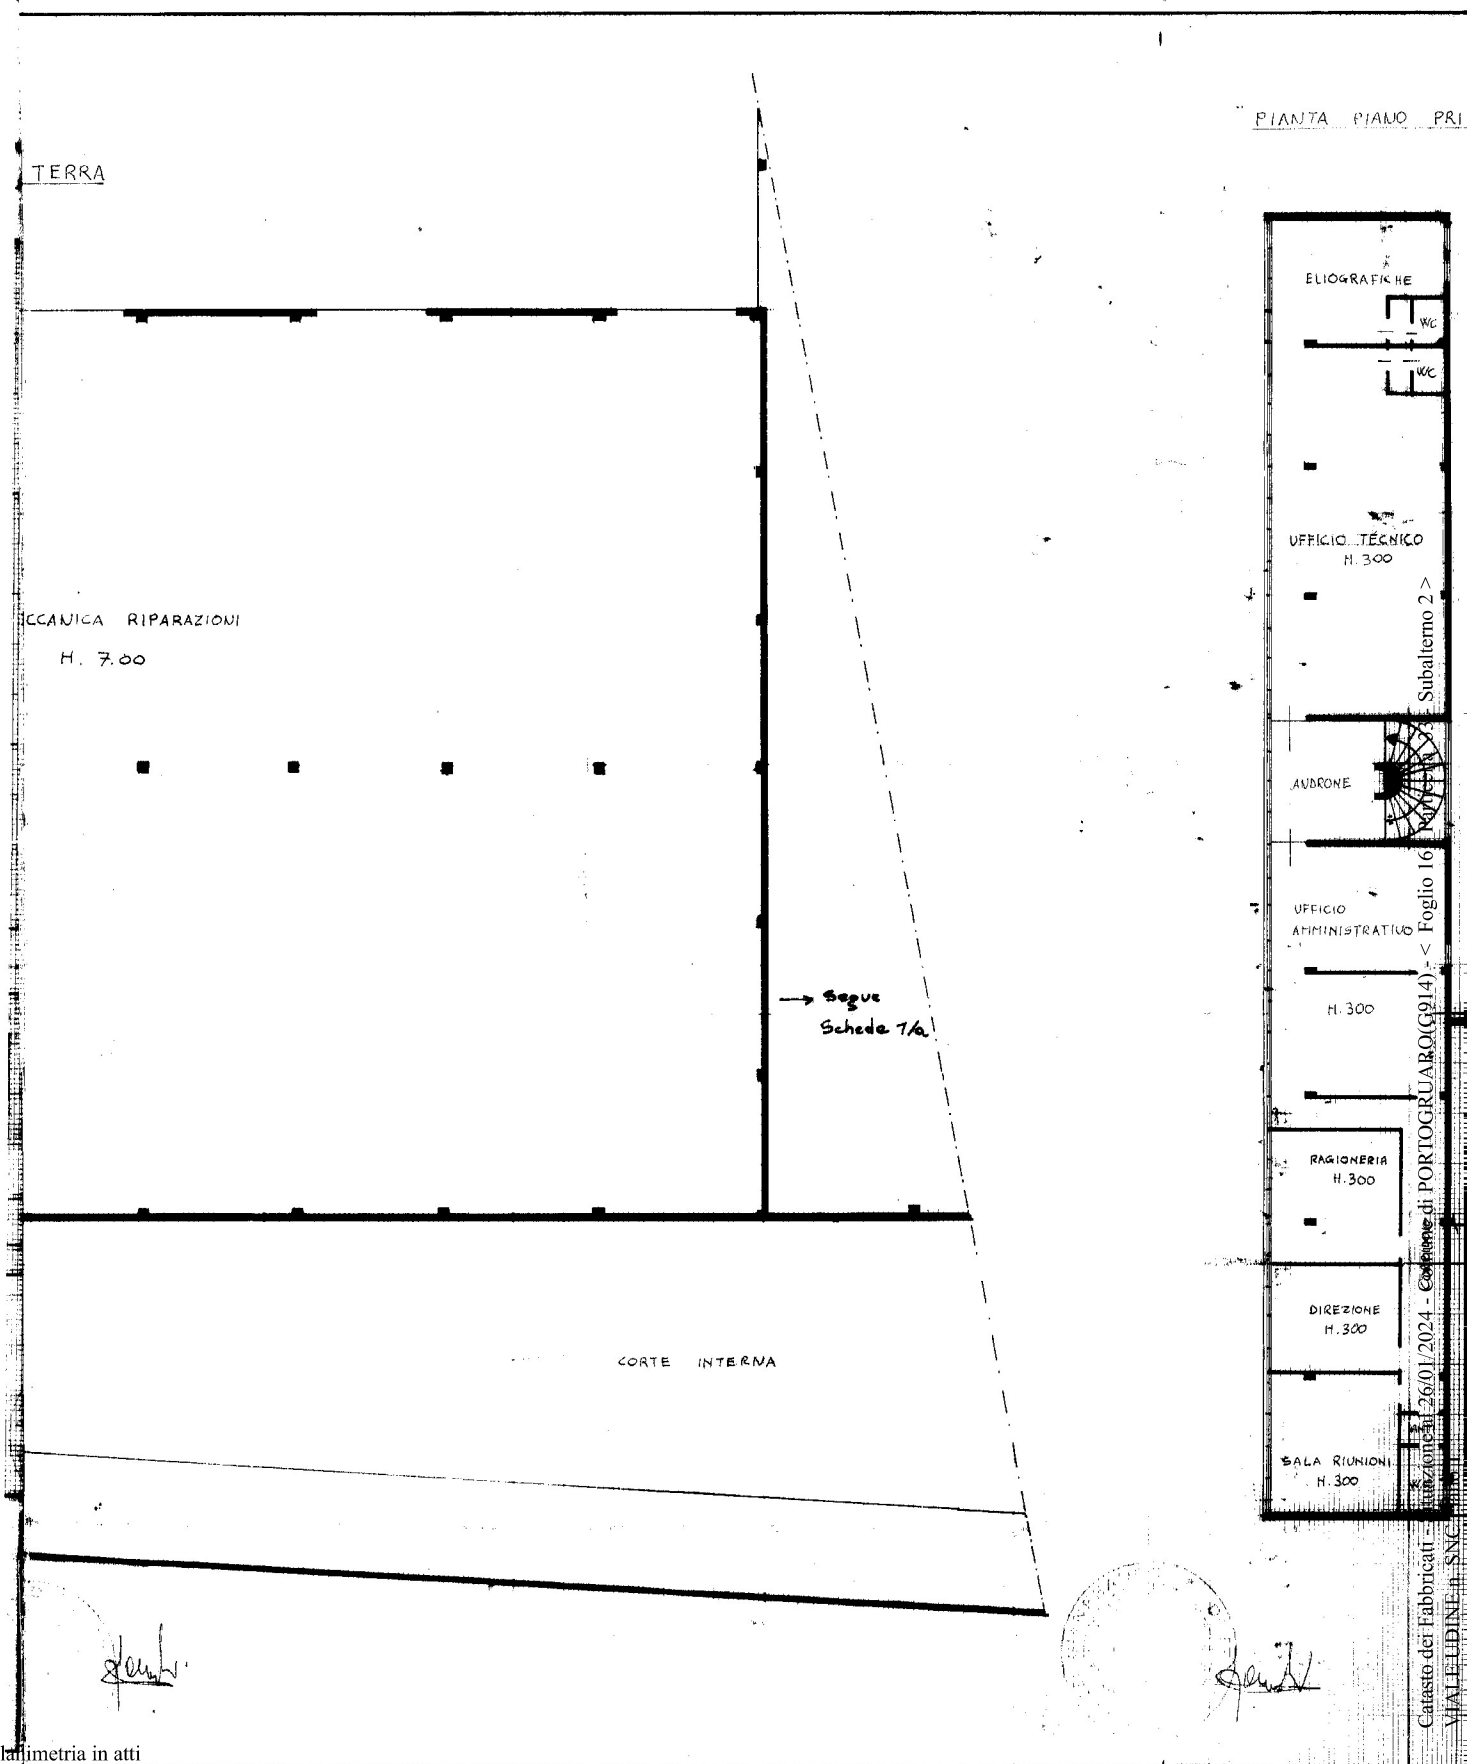 PIANTA PIANO PRI
TERRA
ELIOGRAFICHE
WC
WC
UFFICIO TECNICO
H. 300
CCANICA RIPARAZIONI
H. 7.00
ANDRONE
UFFICIO
AMMINISTRATIVO
H. 300
→ Segue
Schede 1/a
RAGIONERIA
H. 300
DIREZIONE
H. 300
CORTE INTERNA
SALA RIUNIONI
H. 300
Catasto dei Fabbricati - Situazione al 26/01/2024 - Comune di PORTOGRUARO(G914) - < Foglio 16 - Particella - Subalterno 2 >
VIALE UDINE n. SNC
lanimetria in atti